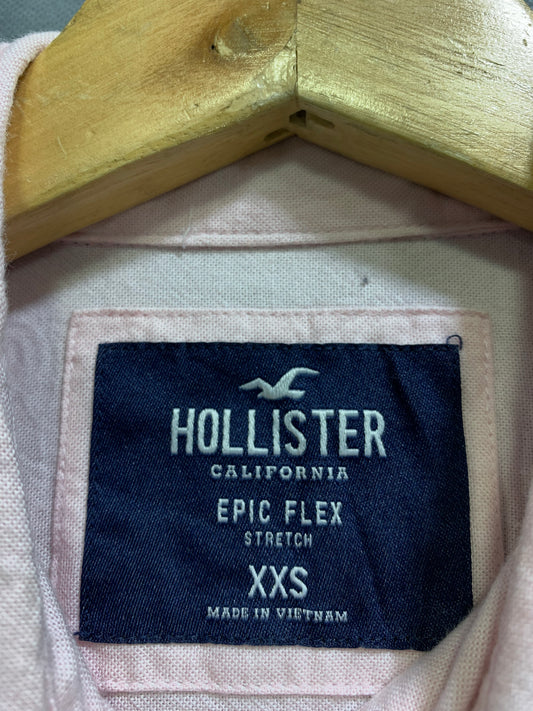 HOLLISTER
CALIFORNIA
EPIC FLEX
STRETCH
XXS
MADE IN VIETNAM